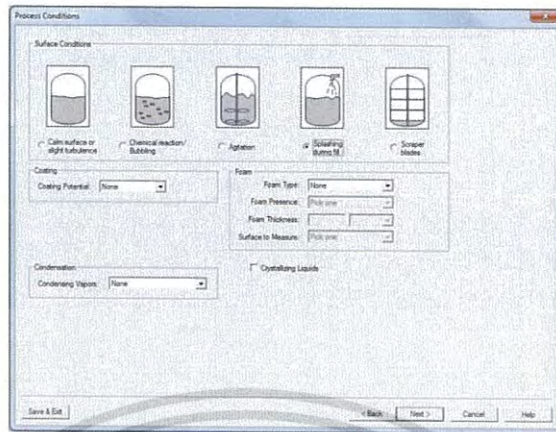 Process Conditions
Surface Conditions
Calm surface or
slight turbulence
Chemical reaction/
Bubbling
Agitation
Splashing
during fill
Scraper
blades
Coating
Coating Potential: None
Foam
Foam Type: None
Foam Presence: Pick one
Foam Thickness:
Surface to Measure: Pick one
Condensation
Condensing Vapors: None
Crystallizing Liquids
Save & Exit
< Back
Next >
Cancel
Help